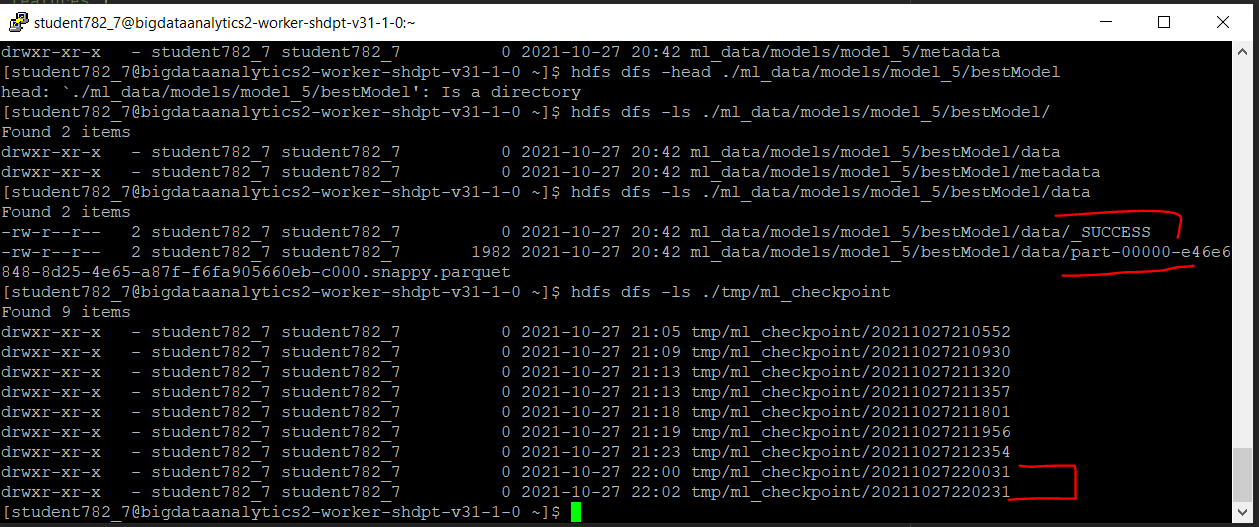 student782_7@bigdataanalytics2-worker-shdpt-v31-1-0:~
drwxr-xr-x   - student782_7 student782_7          0 2021-10-27 20:42 ml_data/models/model_5/metadata
[student782_7@bigdataanalytics2-worker-shdpt-v31-1-0 ~]$ hdfs dfs -head ./ml_data/models/model_5/bestModel
head: `./ml_data/models/model_5/bestModel': Is a directory
[student782_7@bigdataanalytics2-worker-shdpt-v31-1-0 ~]$ hdfs dfs -ls ./ml_data/models/model_5/bestModel/
Found 2 items
drwxr-xr-x   - student782_7 student782_7          0 2021-10-27 20:42 ml_data/models/model_5/bestModel/data
drwxr-xr-x   - student782_7 student782_7          0 2021-10-27 20:42 ml_data/models/model_5/bestModel/metadata
[student782_7@bigdataanalytics2-worker-shdpt-v31-1-0 ~]$ hdfs dfs -ls ./ml_data/models/model_5/bestModel/data
Found 2 items
-rw-r--r--   2 student782_7 student782_7          0 2021-10-27 20:42 ml_data/models/model_5/bestModel/data/_SUCCESS
-rw-r--r--   2 student782_7 student782_7       1982 2021-10-27 20:42 ml_data/models/model_5/bestModel/data/part-00000-e46e6
848-8d25-4e65-a87f-f6fa905660eb-c000.snappy.parquet
[student782_7@bigdataanalytics2-worker-shdpt-v31-1-0 ~]$ hdfs dfs -ls ./tmp/ml_checkpoint
Found 9 items
drwxr-xr-x   - student782_7 student782_7          0 2021-10-27 21:05 tmp/ml_checkpoint/20211027210552
drwxr-xr-x   - student782_7 student782_7          0 2021-10-27 21:09 tmp/ml_checkpoint/20211027210930
drwxr-xr-x   - student782_7 student782_7          0 2021-10-27 21:13 tmp/ml_checkpoint/20211027211320
drwxr-xr-x   - student782_7 student782_7          0 2021-10-27 21:13 tmp/ml_checkpoint/20211027211357
drwxr-xr-x   - student782_7 student782_7          0 2021-10-27 21:18 tmp/ml_checkpoint/20211027211801
drwxr-xr-x   - student782_7 student782_7          0 2021-10-27 21:19 tmp/ml_checkpoint/20211027211956
drwxr-xr-x   - student782_7 student782_7          0 2021-10-27 21:23 tmp/ml_checkpoint/20211027212354
drwxr-xr-x   - student782_7 student782_7          0 2021-10-27 22:00 tmp/ml_checkpoint/20211027220031
drwxr-xr-x   - student782_7 student782_7          0 2021-10-27 22:02 tmp/ml_checkpoint/20211027220231
[student782_7@bigdataanalytics2-worker-shdpt-v31-1-0 ~]$